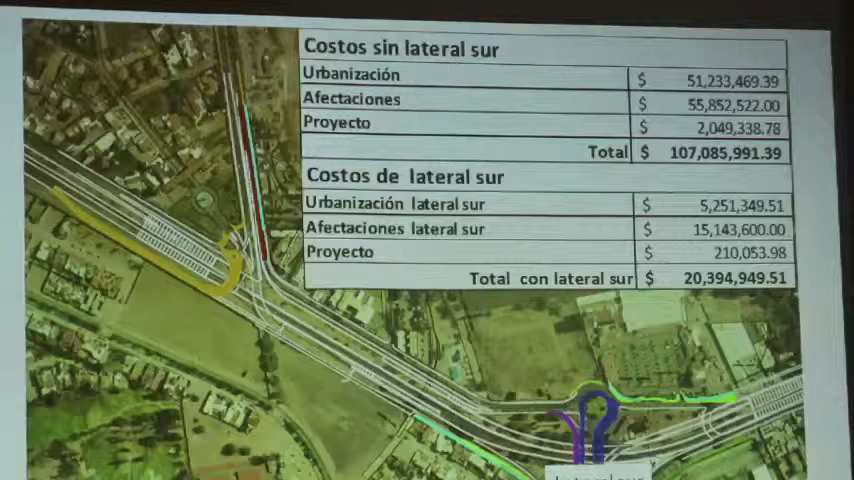 Costos sin lateral sur
Urbanización $ 51,233,469.39
Afectaciones $ 55,852,522.00
Proyecto $ 2,049,338.78
Total $ 107,085,991.39
Costos de lateral sur
Urbanización lateral sur $ 5,251,349.51
Afectaciones lateral sur $ 15,143,600.00
Proyecto $ 210,053.98
Total con lateral sur $ 20,394,949.51